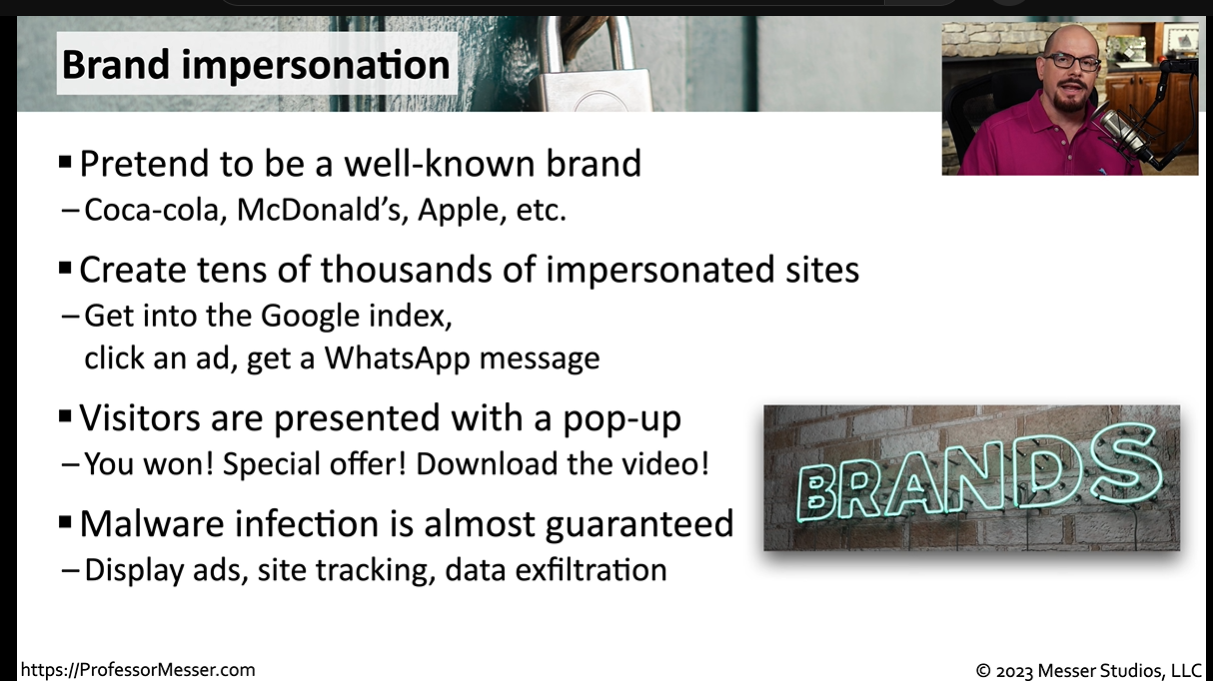 Brand impersonation
▪ Pretend to be a well-known brand
– Coca-cola, McDonald’s, Apple, etc.
▪ Create tens of thousands of impersonated sites
– Get into the Google index,
click an ad, get a WhatsApp message
▪ Visitors are presented with a pop-up
– You won! Special offer! Download the video!
▪ Malware infection is almost guaranteed
– Display ads, site tracking, data exfiltration
BRANDS
https://ProfessorMesser.com
© 2023 Messer Studios, LLC